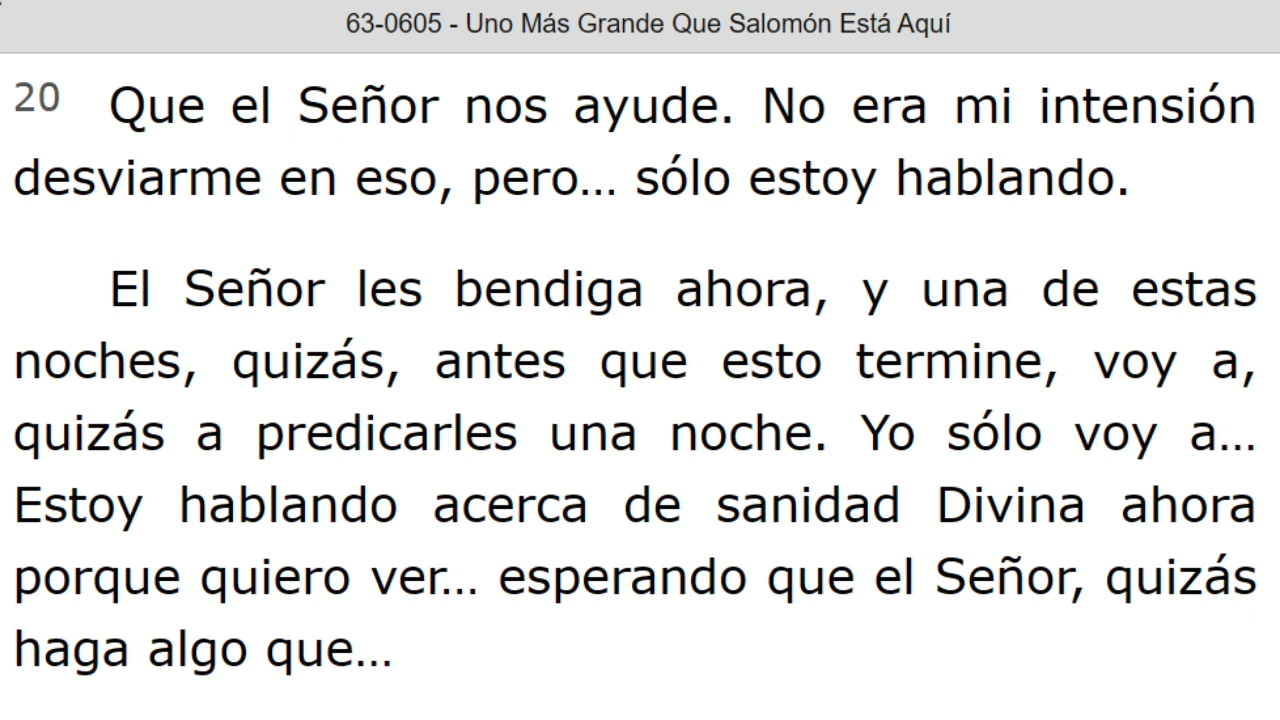 63-0605 - Uno Más Grande Que Salomón Está Aquí
20 Que el Señor nos ayude. No era mi intensión
desviarme en eso, pero... sólo estoy hablando.
El Señor les bendiga ahora, y una de estas
noches, quizás, antes que esto termine, voy a,
quizás a predicarles una noche. Yo sólo voy a...
Estoy hablando acerca de sanidad Divina ahora
porque quiero ver... esperando que el Señor, quizás
haga algo que...